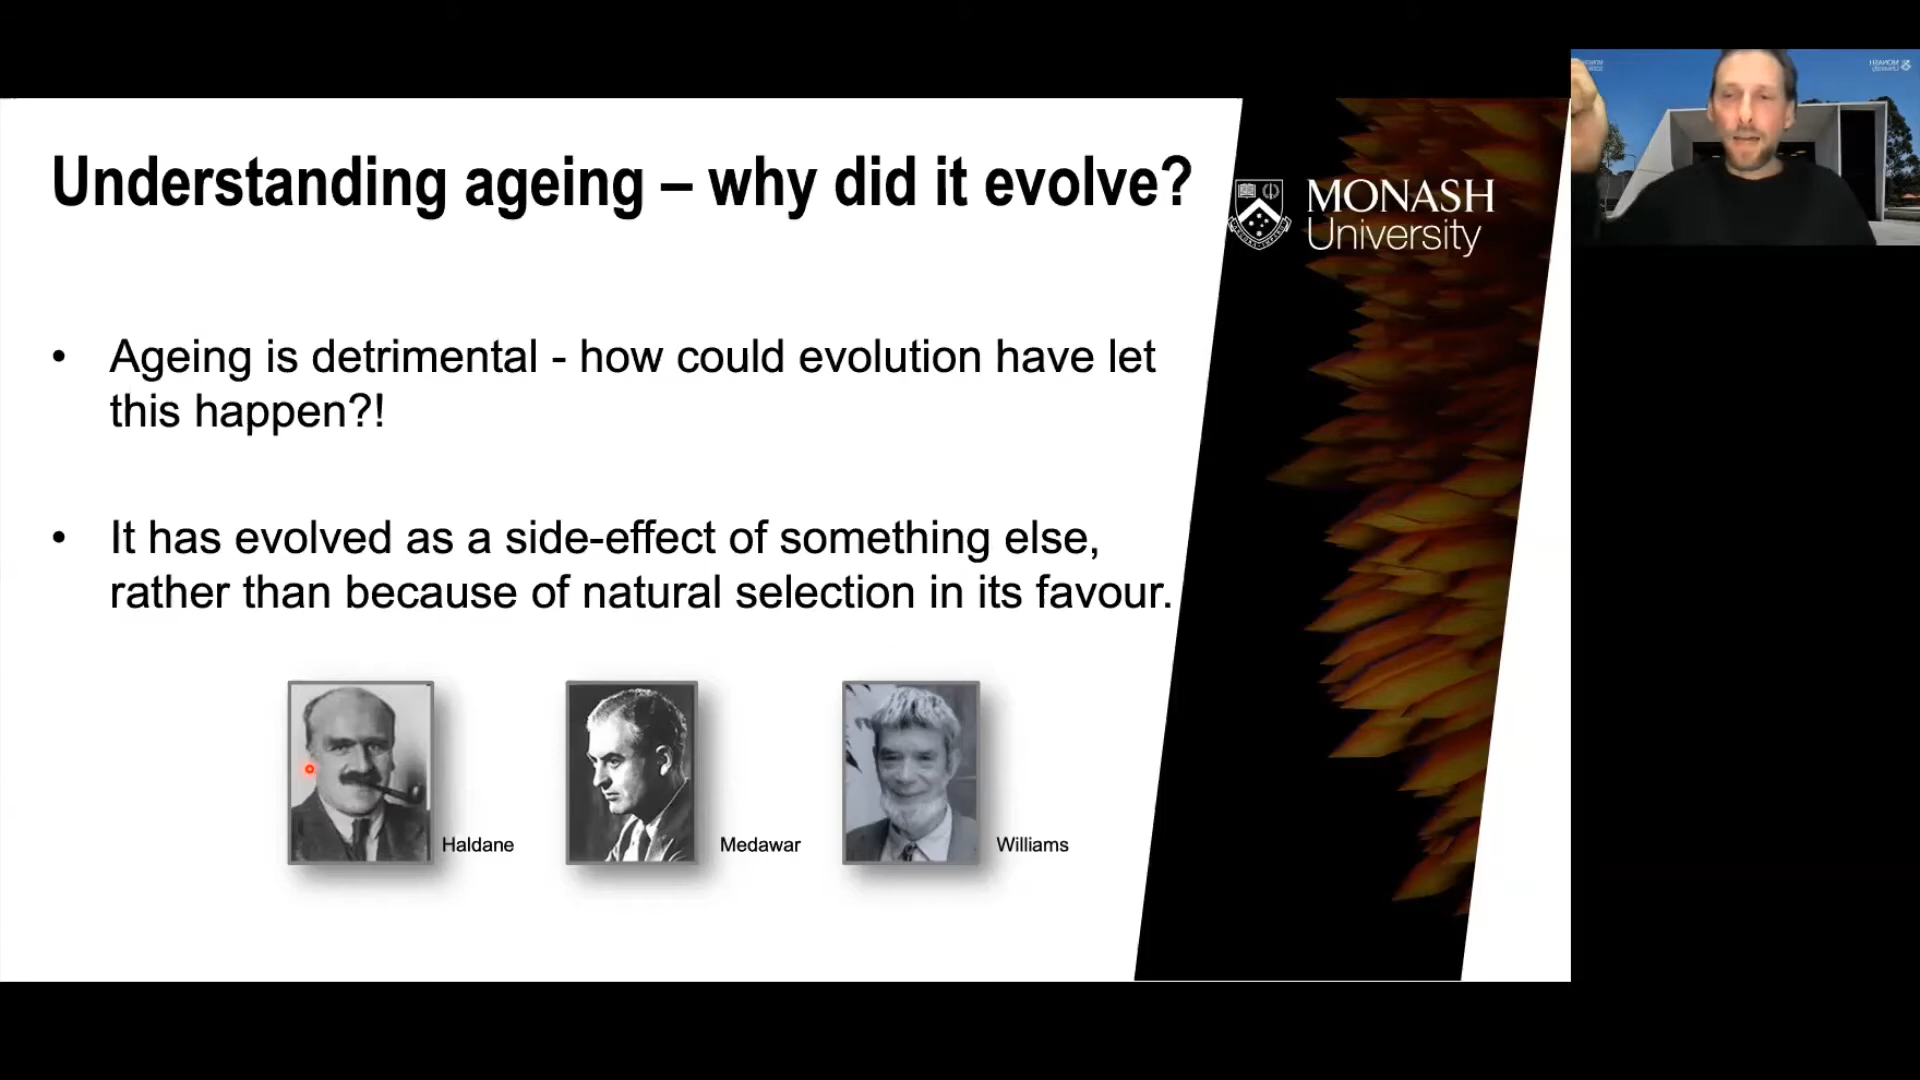 Understanding ageing – why did it evolve?
MONASH
University
• Ageing is detrimental - how could evolution have let
this happen?!
• It has evolved as a side-effect of something else,
rather than because of natural selection in its favour.
Haldane
Medawar
Williams
MONASH
University